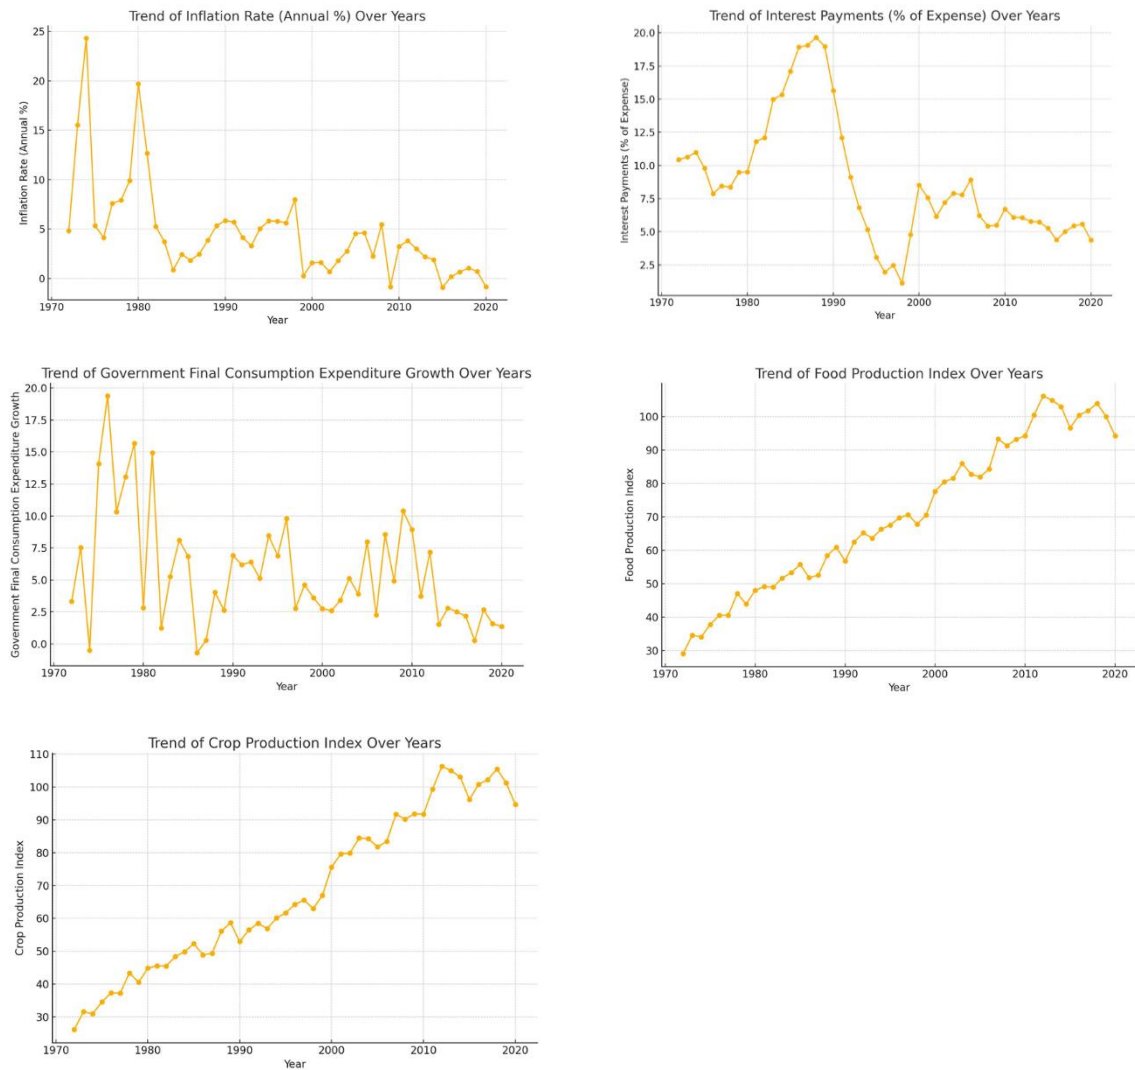 Trend of Inflation Rate (Annual %) Over Years
25
20
15
10
5
0
Inflation Rate (Annual %)
1970 1980 1990 2000 2010 2020
Year
Trend of Interest Payments (% of Expense) Over Years
20.0
17.5
15.0
12.5
10.0
7.5
5.0
2.5
Interest Payments (% of Expense)
1970 1980 1990 2000 2010 2020
Year
Trend of Government Final Consumption Expenditure Growth Over Years
20.0
17.5
15.0
12.5
10.0
7.5
5.0
2.5
0.0
Government Final Consumption Expenditure Growth
1970 1980 1990 2000 2010 2020
Year
Trend of Food Production Index Over Years
100
90
80
70
60
50
40
30
Food Production Index
1970 1980 1990 2000 2010 2020
Year
Trend of Crop Production Index Over Years
110
100
90
80
70
60
50
40
30
Crop Production Index
1970 1980 1990 2000 2010 2020
Year